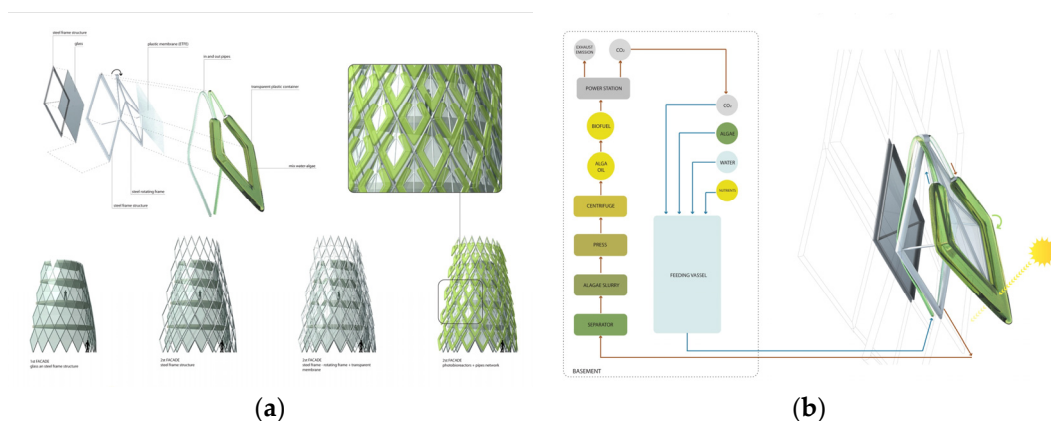 steel frame structure
glass
plastic membrane (ETFE)
in and out pipes
transparent plastic container
mix water algae
steel rotating frame
steel frame structure
1st FACADE
glass an steel frame structure
2st FACADE
steel frame structure
2st FACADE
steel frame - rotating frame + transparent
membrane
2st FACADE
photobioreaction + pipes network
(a)
EXHAUST
EMISSION
CO₂
POWER STATION
BIOFUEL
ALGA
OIL
CENTRIFUGE
PRESS
ALAGAE SLURRY
SEPARATOR
CO₂
ALGAE
WATER
NUTRIENTS
FEEDING VASSEL
BASEMENT
(b)